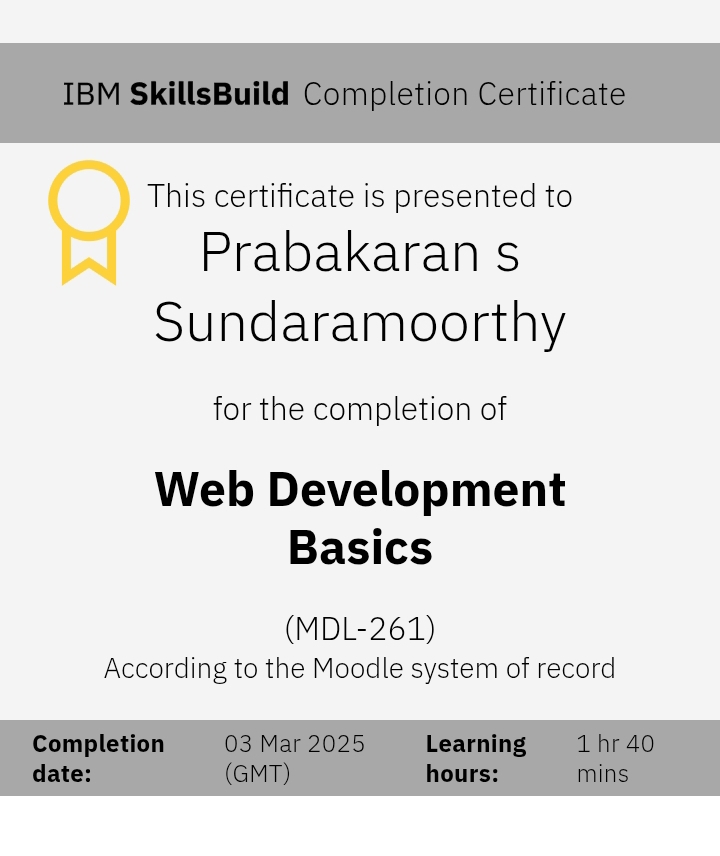 IBM SkillsBuild Completion Certificate
This certificate is presented to
Prabakaran s
Sundaramoorthy
for the completion of
Web Development
Basics
(MDL-261)
According to the Moodle system of record
Completion date:
03 Mar 2025 (GMT)
Learning hours:
1 hr 40 mins